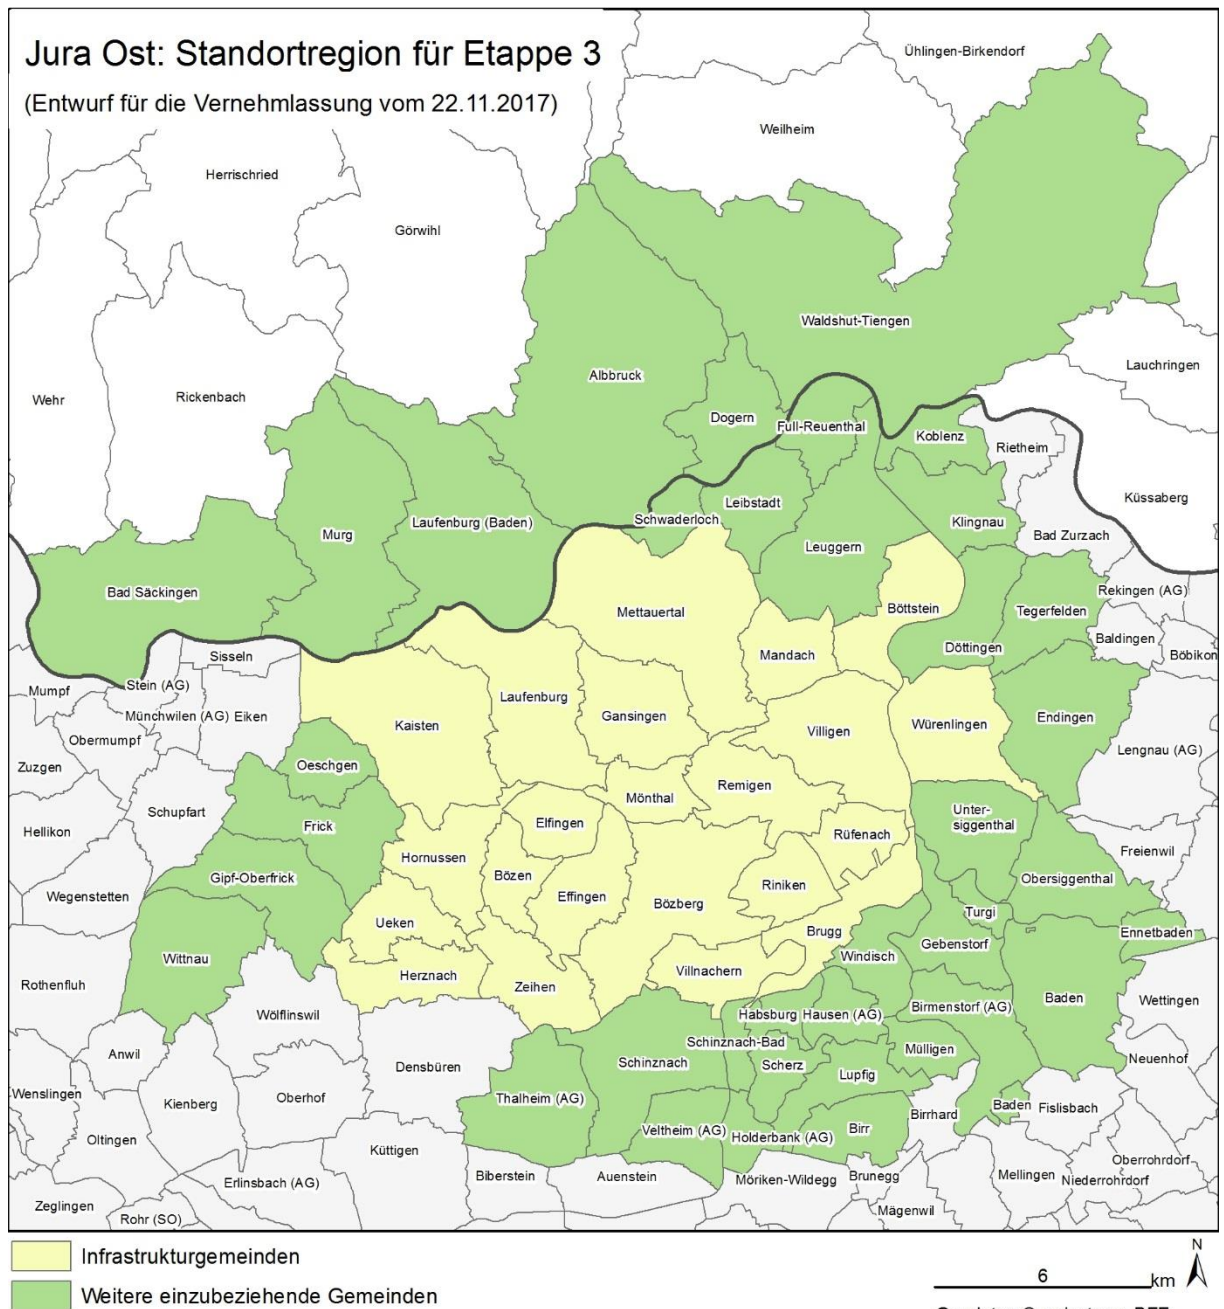 Jura Ost: Standortregion für Etappe 3
(Entwurf für die Vernehmlassung vom 22.11.2017)
Ühlingen-Birkendorf
Weilheim
Herrischried
Görwihl
Waldshut-Tiengen
Lauchringen
Albbruck
Wehr
Rickenbach
Dogern
Full-Reuenthal
Koblenz
Rietheim
Küssaberg
Leibstadt
Schwaderloch
Laufenburg (Baden)
Murg
Klingnau
Bad Zurzach
Leuggern
Bad Säckingen
Rekingen (AG)
Mettauertal
Böttstein
Tegerfelden
Baldingen
Böbikon
Döttingen
Mandach
Sisseln
Stein (AG)
Mumpf
Laufenburg
Gansingen
Münchwilen (AG)
Eiken
Kaisten
Villigen
Würenlingen
Endingen
Obermumpf
Lengnau (AG)
Zuzgen
Oeschgen
Remigen
Mönthal
Schupfart
Unter-
siggenthal
Elfingen
Frick
Hellikon
Rüfenach
Freienwil
Hornussen
Bözen
Gipf-Oberfrick
Obersiggenthal
Riniken
Wegenstetten
Effingen
Bözberg
Turgi
Ueken
Brugg
Ennetbaden
Gebenstorf
Windisch
Wittnau
Villnachern
Herznach
Rothenfluh
Zeihen
Baden
Wettingen
Birmenstorf (AG)
Habsburg
Hausen (AG)
Wölflinswil
Schinznach-Bad
Mülligen
Anwil
Neuenhof
Schinznach
Scherz
Densbüren
Lupfig
Wenslingen
Oberhof
Thalheim (AG)
Kienberg
Baden
Fislisbach
Birrhard
Veltheim (AG)
Holderbank (AG)
Birr
Oltingen
Küttigen
Oberrohrdorf
Biberstein
Auenstein
Möriken-Wildegg
Brunegg
Mellingen
Niederrohrdorf
Erlinsbach (AG)
Zeglingen
Mägenwil
Rohr (SO)
Infrastrukturgemeinden
N
6
km
Weitere einzubeziehende Gemeinden